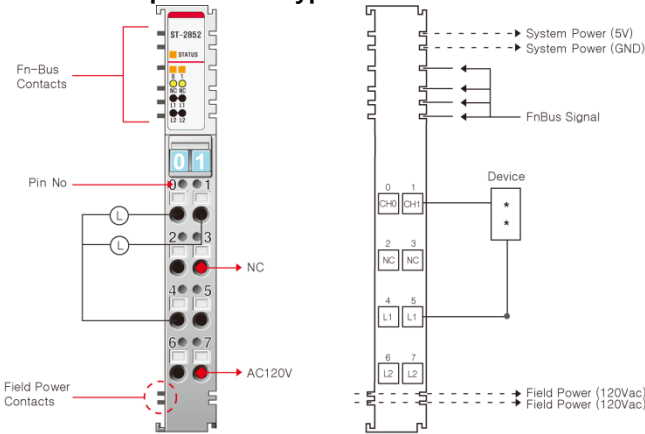 ST-2852
STATUS
0 1
NC NC
L1 L1
L2 L2
Fn-Bus
Contacts
01
Pin No
0 1
L
L
2 3
NC
4 5
6 7
AC120V
Field Power
Contacts
System Power (5V)
System Power (GND)
FnBus Signal
Device
*
*
0 1
CH0 CH1
2 3
NC NC
4 5
L1 L1
6 7
L2 L2
Field Power (120Vac)
Field Power (120Vac)